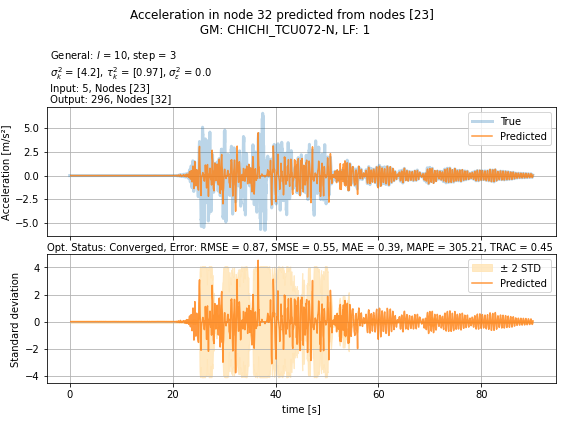 Acceleration in node 32 predicted from nodes [23]
GM: CHICHI_TCU072-N, LF: 1
General: l = 10, step = 3
σ²ₖ = [4.2], τ²ₖ = [0.97], σ²ε = 0.0
Input: 5, Nodes [23]
Output: 296, Nodes [32]
Acceleration [m/s²]
5.0
2.5
0.0
−2.5
−5.0
True
Predicted
Opt. Status: Converged, Error: RMSE = 0.87, SMSE = 0.55, MAE = 0.39, MAPE = 305.21, TRAC = 0.45
Standard deviation
4
2
0
−2
−4
± 2 STD
Predicted
0 20 40 60 80
time [s]